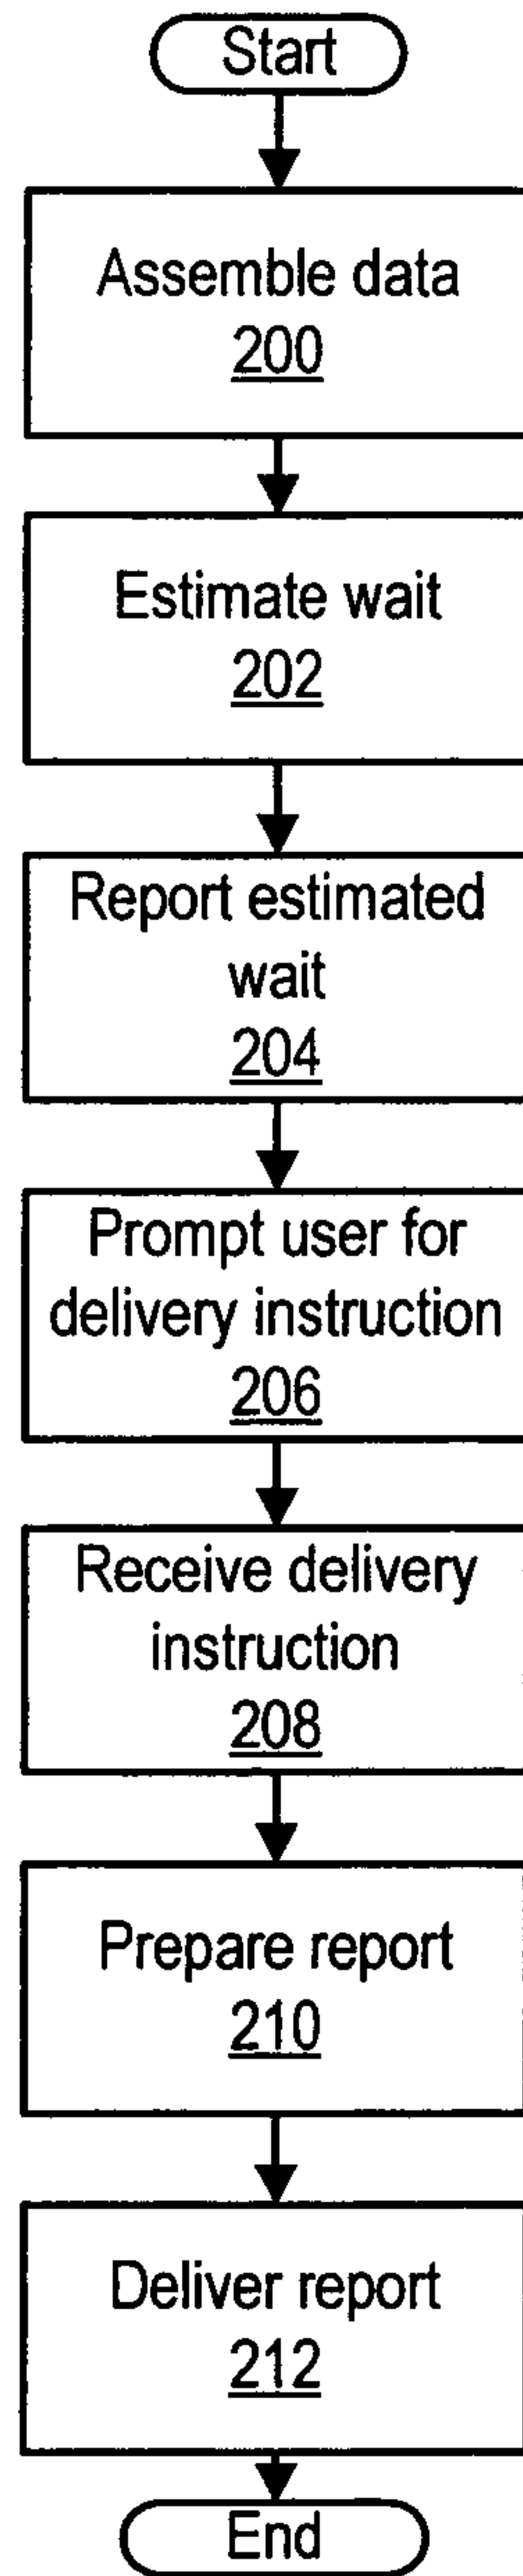 Start
Assemble data
200
Estimate wait
202
Report estimated
wait
204
Prompt user for
delivery instruction
206
Receive delivery
instruction
208
Prepare report
210
Deliver report
212
End